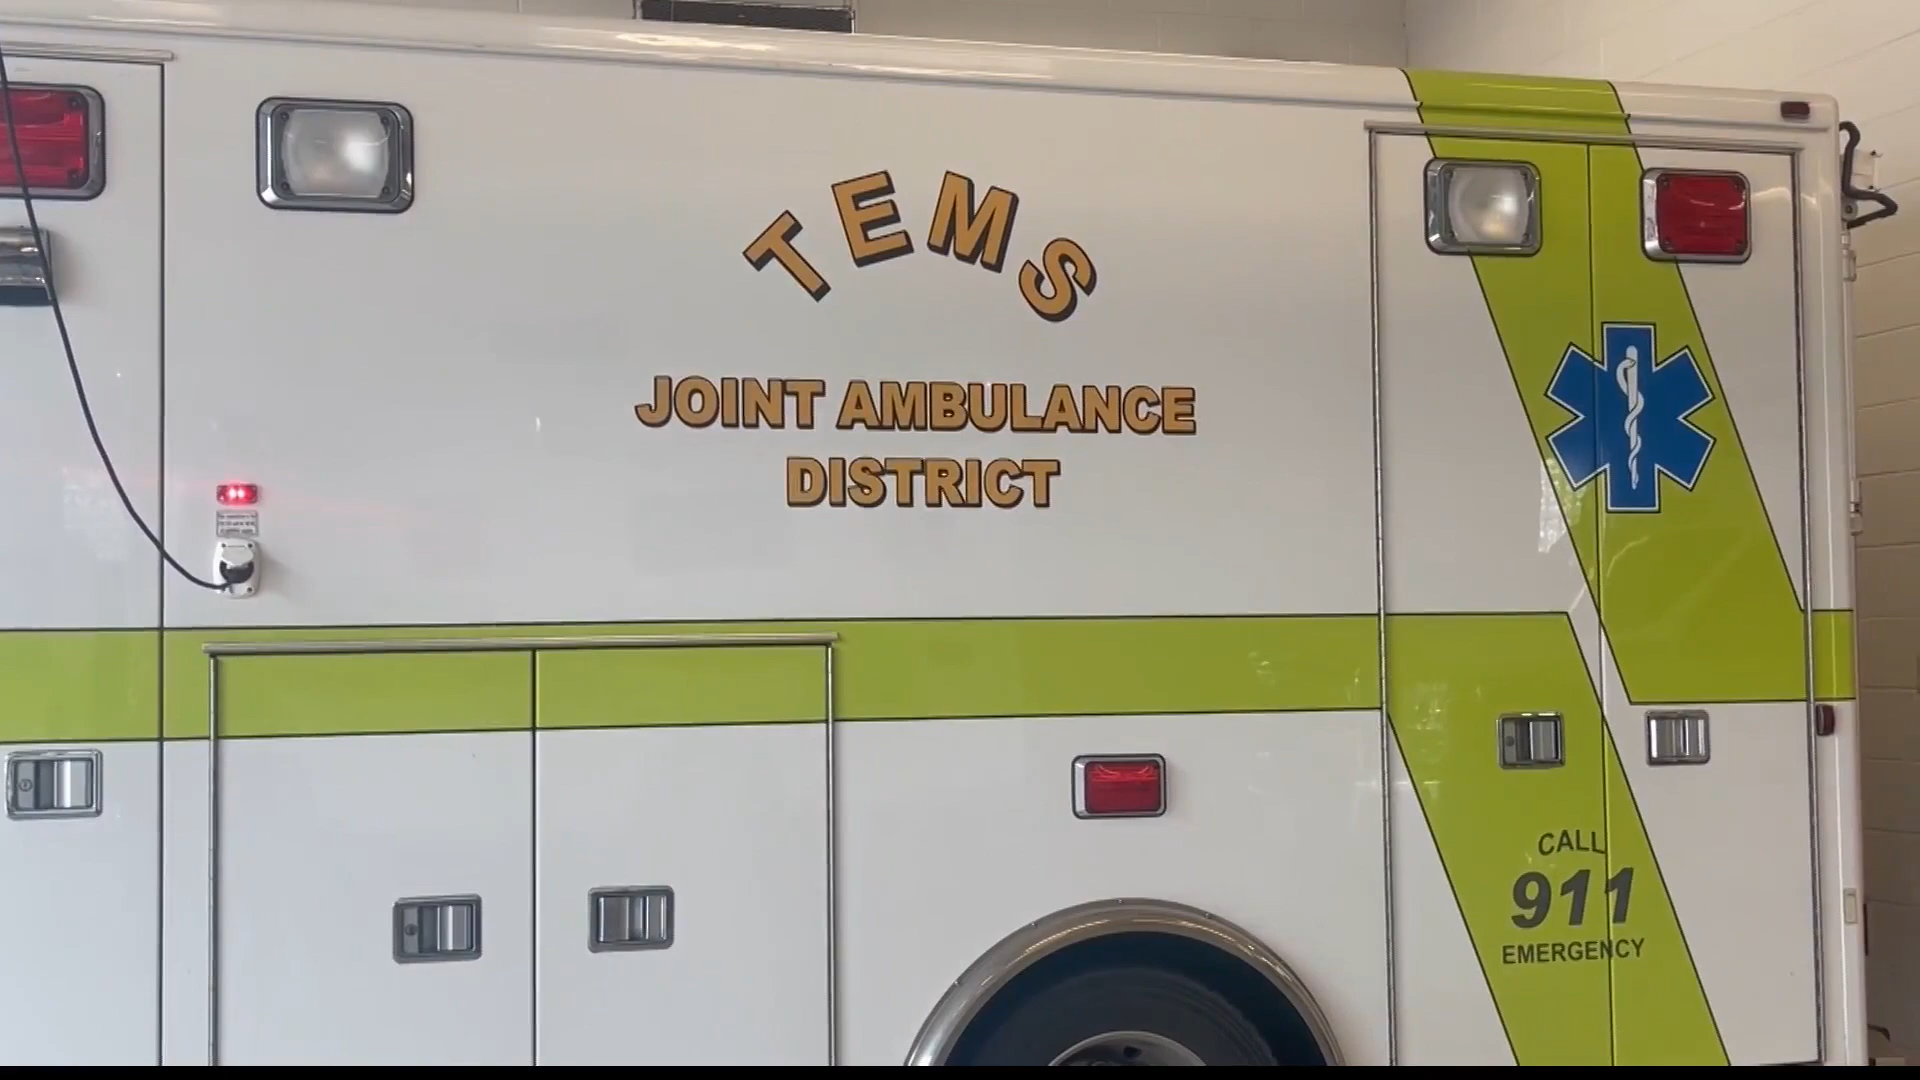 TEMS
JOINT AMBULANCE
DISTRICT
CALL
911
EMERGENCY